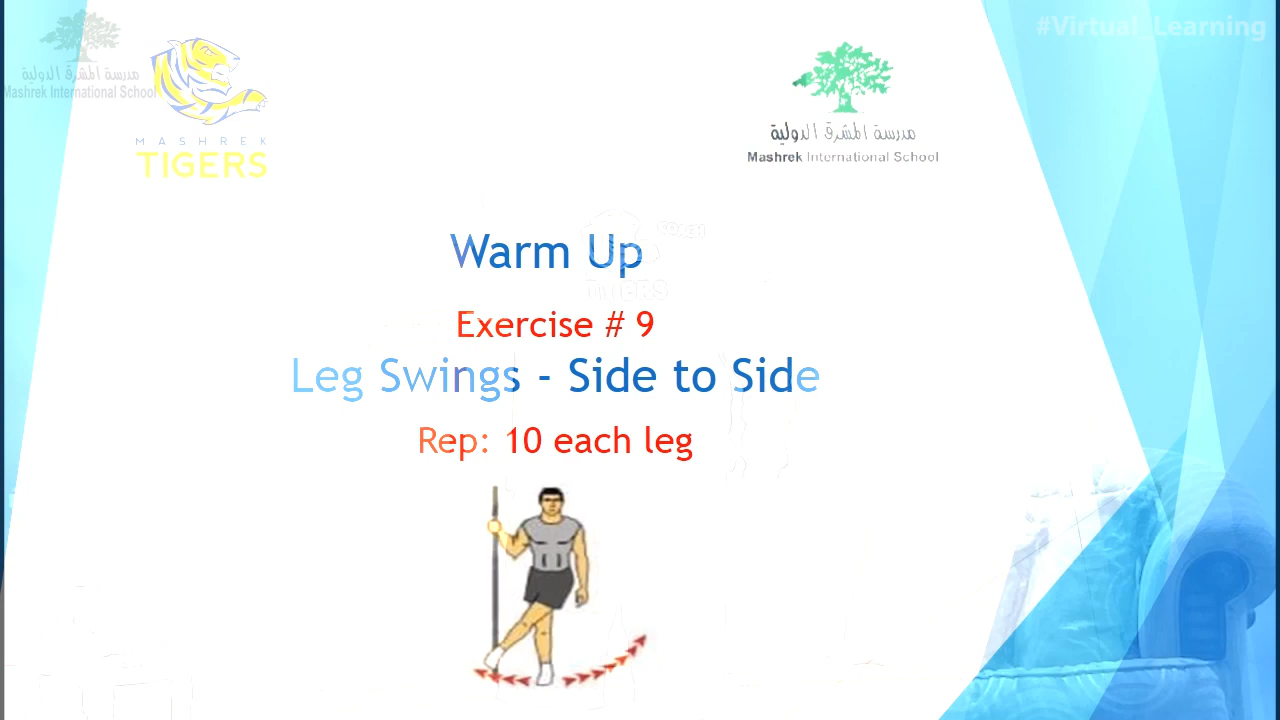 #Virtual_Learning
مدرسة المشرق الدولية
Mashrek International School
MASHREK
TIGERS
مدرسة المشرق الدولية
Mashrek International School
Warm Up
TIGERS
Exercise # 9
Leg Swings - Side to Side
Rep: 10 each leg